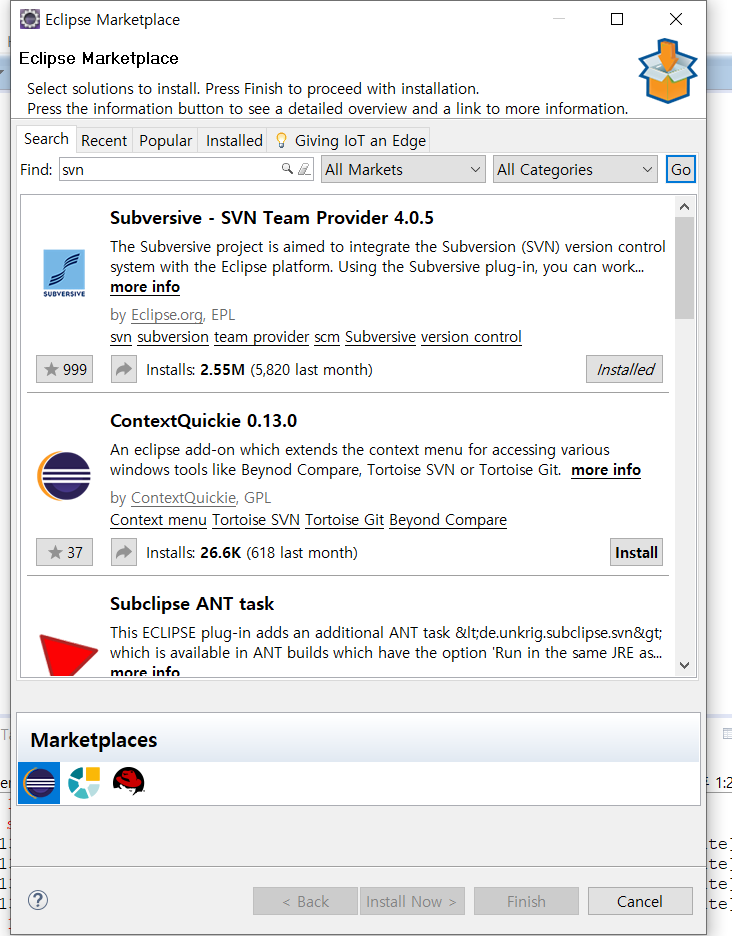 Eclipse Marketplace
Eclipse Marketplace
Select solutions to install. Press Finish to proceed with installation.
Press the information button to see a detailed overview and a link to more information.
Search Recent Popular Installed Giving IoT an Edge
Find: svn All Markets All Categories Go
Subversive - SVN Team Provider 4.0.5
The Subversive project is aimed to integrate the Subversion (SVN) version control
system with the Eclipse platform. Using the Subversive plug-in, you can work...
more info
SUBVERSIVE
by Eclipse.org, EPL
svn subversion team provider scm Subversive version control
999 Installs: 2.55M (5,820 last month) Installed
ContextQuickie 0.13.0
An eclipse add-on which extends the context menu for accessing various
windows tools like Beynod Compare, Tortoise SVN or Tortoise Git. more info
by ContextQuickie, GPL
Context menu Tortoise SVN Tortoise Git Beyond Compare
37 Installs: 26.6K (618 last month) Install
Subclipse ANT task
This ECLIPSE plug-in adds an additional ANT task &lt;de.unkrig.subclipse.svn&gt;
which is available in ANT builds which have the option 'Run in the same JRE as...
more info
Marketplaces
< Back Install Now > Finish Cancel